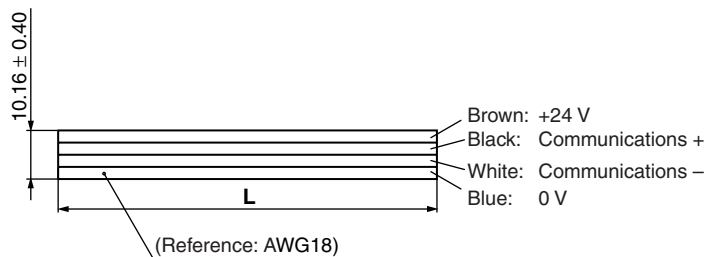 10.16 ± 0.40
Brown: +24 V
Black: Communications +
White: Communications –
Blue: 0 V
L
(Reference: AWG18)